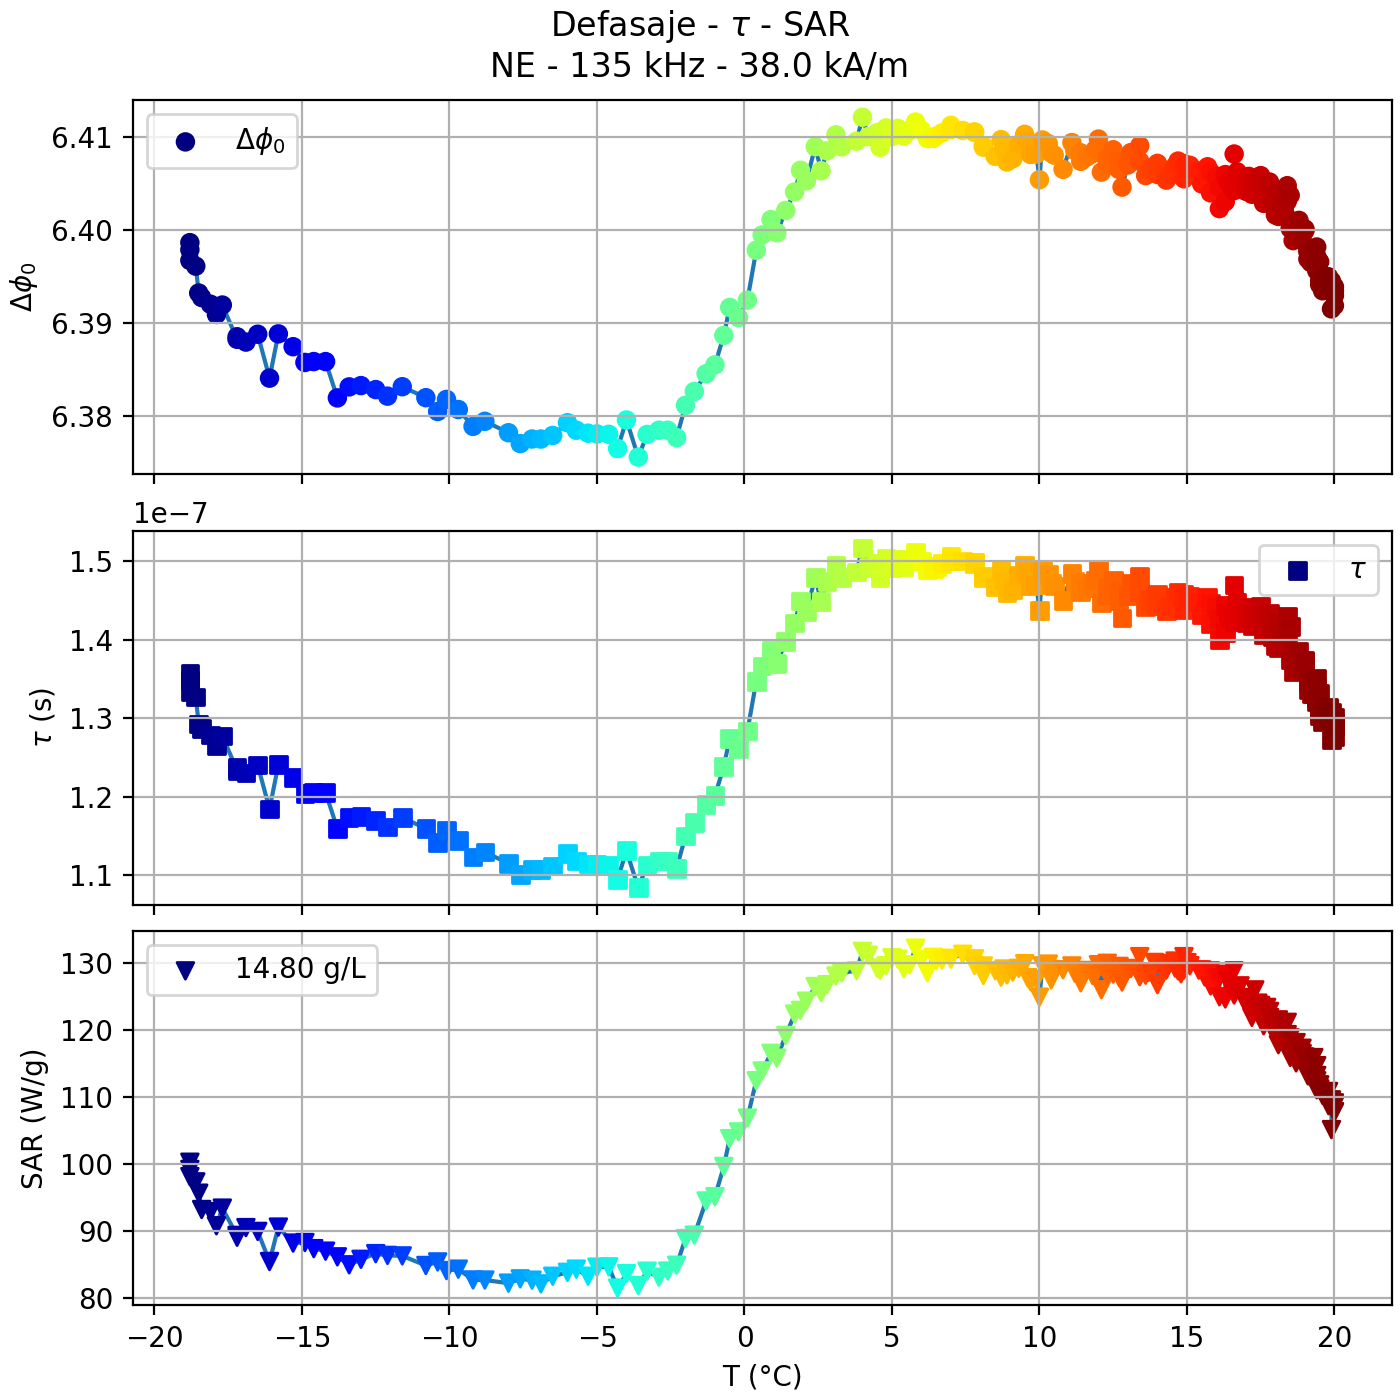 Defasaje - τ - SAR
NE - 135 kHz - 38.0 kA/m
Δϕ₀
6.41
6.40
6.39
6.38
Δϕ₀
1e−7
τ
1.5
1.4
1.3
1.2
1.1
τ (s)
14.80 g/L
130
120
110
100
90
80
SAR (W/g)
−20 −15 −10 −5 0 5 10 15 20
T (°C)